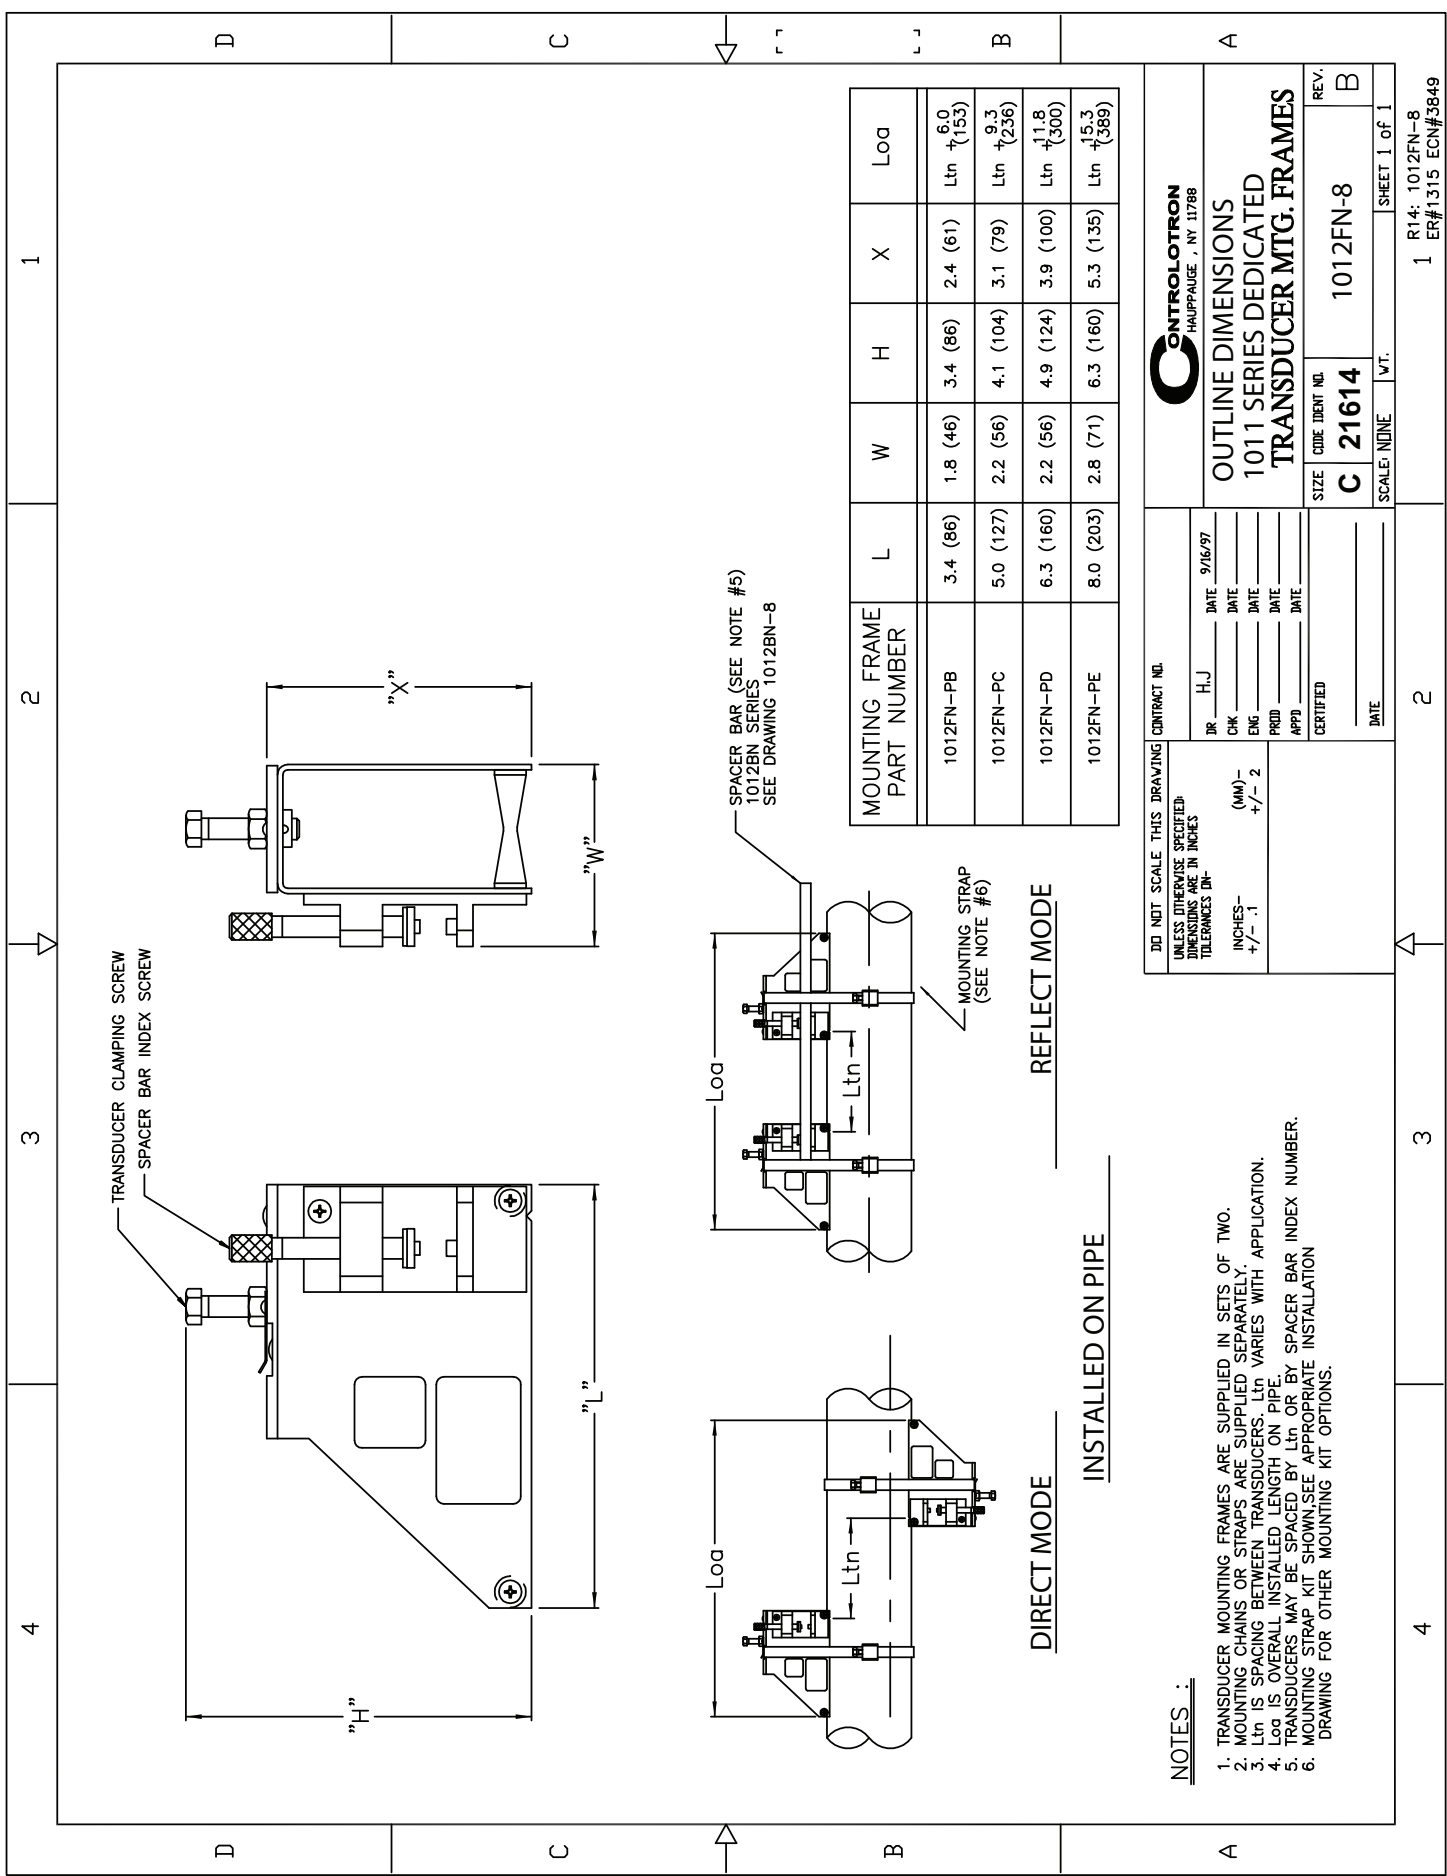 D
C
B
A
4
3
2
1
TRANSDUCER CLAMPING SCREW
SPACER BAR INDEX SCREW
"H"
"L"
"W"
"X"
Loa
Ltn
DIRECT MODE
Loa
Ltn
REFLECT MODE
INSTALLED ON PIPE
SPACER BAR (SEE NOTE #5)
1012BN SERIES
SEE DRAWING 1012BN-8
MOUNTING STRAP
(SEE NOTE #6)
MOUNTING FRAME PART NUMBER L W H X Loa
1012FN-PB 3.4 (86) 1.8 (46) 3.4 (86) 2.4 (61) Ltn + 6.0 (153)
1012FN-PC 5.0 (127) 2.2 (56) 4.1 (104) 3.1 (79) Ltn + 9.3 (236)
1012FN-PD 6.3 (160) 2.2 (56) 4.9 (124) 3.9 (100) Ltn + 11.8 (300)
1012FN-PE 8.0 (203) 2.8 (71) 6.3 (160) 5.3 (135) Ltn + 15.3 (389)
NOTES :
1. TRANSDUCER MOUNTING FRAMES ARE SUPPLIED IN SETS OF TWO.
2. MOUNTING CHAINS OR STRAPS ARE SUPPLIED SEPARATELY.
3. Ltn IS SPACING BETWEEN TRANSDUCERS. Ltn VARIES WITH APPLICATION.
4. Loa IS OVERALL INSTALLED LENGTH ON PIPE.
5. TRANSDUCERS MAY BE SPACED BY Ltn OR BY SPACER BAR INDEX NUMBER.
6. MOUNTING STRAP KIT SHOWN,SEE APPROPRIATE INSTALLATION
DRAWING FOR OTHER MOUNTING KIT OPTIONS.
DO NOT SCALE THIS DRAWING
UNLESS OTHERWISE SPECIFIED:
DIMENSIONS ARE IN INCHES
TOLERANCES ON-
INCHES- (MM)-
+/- .1 +/- 2
CONTRACT NO.
DR H.J DATE 9/16/97
CHK DATE
ENG DATE
PROD DATE
APPD DATE
CERTIFIED
DATE
CONTROLOTRON
HAUPPAUGE , NY 11788
OUTLINE DIMENSIONS
1011 SERIES DEDICATED
TRANSDUCER MTG. FRAMES
SIZE CODE IDENT NO. REV.
C 21614 1012FN-8 B
SCALE: NONE WT. SHEET 1 of 1
4
3
2
1
R14: 1012FN-8
ER#1315 ECN#3849
D
C
B
A